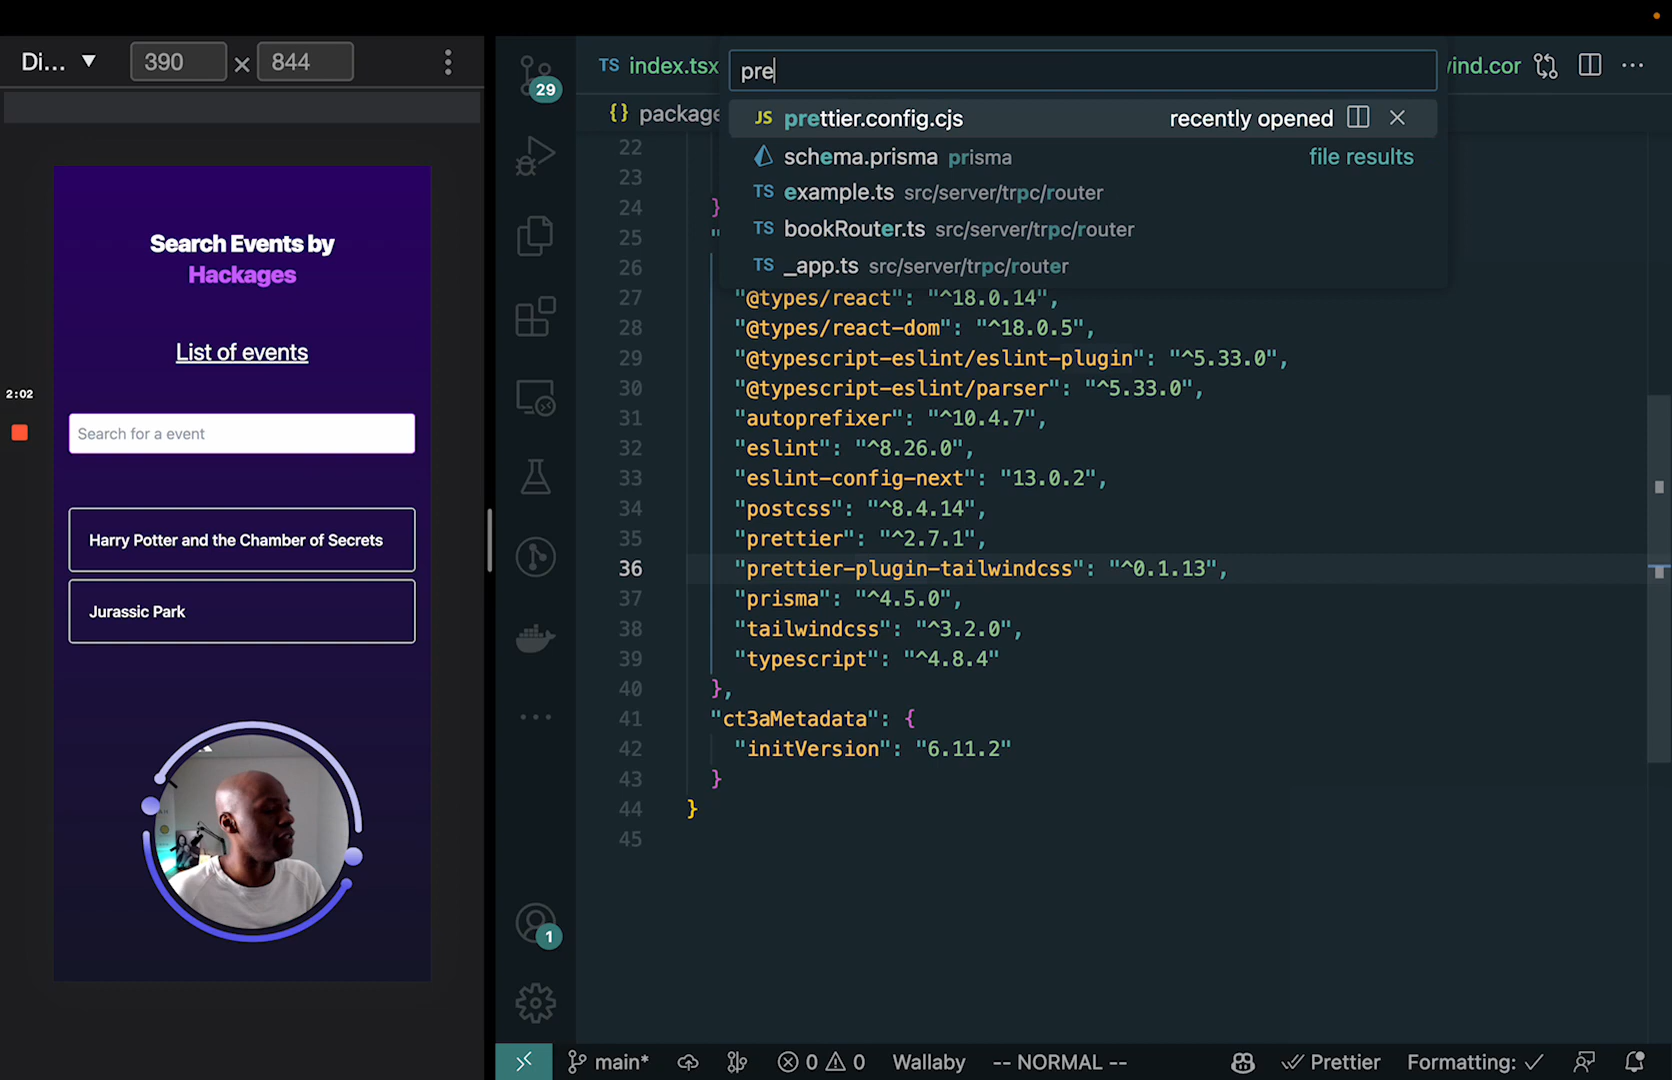 Di...
390 × 844
Search Events by
Hackages
List of events
2:02
Search for a event
Harry Potter and the Chamber of Secrets
Jurassic Park
29
1
TS index.tsx
pre
ind.cor
{} package
JS prettier.config.cjs recently opened
schema.prisma prisma file results
TS example.ts src/server/trpc/router
TS bookRouter.ts src/server/trpc/router
TS _app.ts src/server/trpc/router
22
23
24 }
25 "
26
27 "@types/react": "^18.0.14",
28 "@types/react-dom": "^18.0.5",
29 "@typescript-eslint/eslint-plugin": "^5.33.0",
30 "@typescript-eslint/parser": "^5.33.0",
31 "autoprefixer": "^10.4.7",
32 "eslint": "^8.26.0",
33 "eslint-config-next": "13.0.2",
34 "postcss": "^8.4.14",
35 "prettier": "^2.7.1",
36 "prettier-plugin-tailwindcss": "^0.1.13",
37 "prisma": "^4.5.0",
38 "tailwindcss": "^3.2.0",
39 "typescript": "^4.8.4"
40 },
41 "ct3aMetadata": {
42 "initVersion": "6.11.2"
43 }
44 }
45
main* 0 0 Wallaby -- NORMAL -- Prettier Formatting: